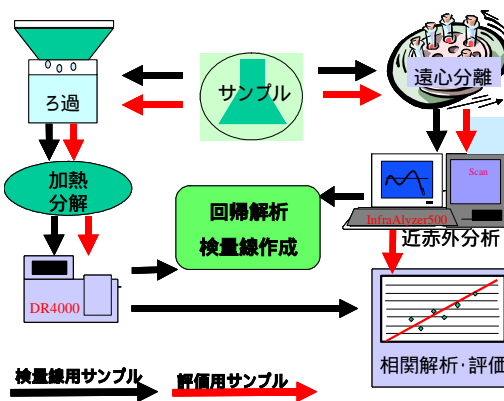 サンプル
ろ過
遠心分離
加熱
分解
Scan
InfraAlyzer500
近赤外分析
回帰解析
検量線作成
DR4000
相関解析・評価
検量線用サンプル
評価用サンプル